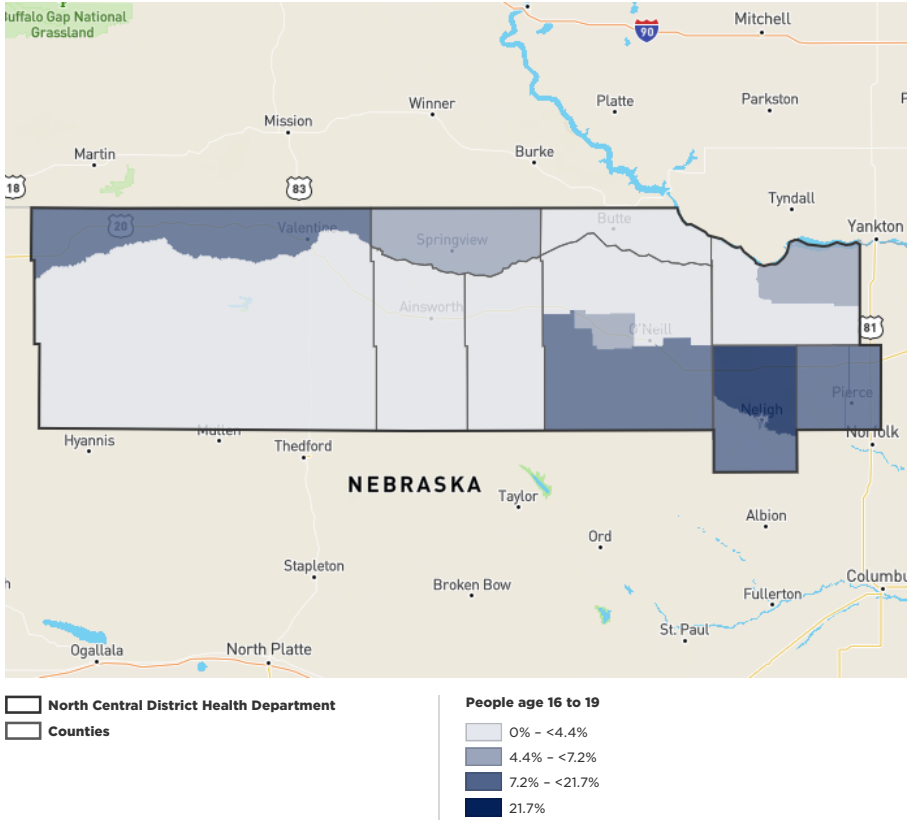 Buffalo Gap National
Grassland
Mitchell
90
Platte
Parkston
Winner
Mission
Burke
Martin
18
83
Tyndall
Butte
20
Valentine
Springview
Yankton
Ainsworth
O'Neill
81
Pierce
Neligh
Hyannis
Mullen
Thedford
Norfolk
NEBRASKA
Taylor
Albion
Ord
Stapleton
Broken Bow
Columbu
Fullerton
St. Paul
Ogallala
North Platte
North Central District Health Department
Counties
People age 16 to 19
0% – <4.4%
4.4% – <7.2%
7.2% – <21.7%
21.7%